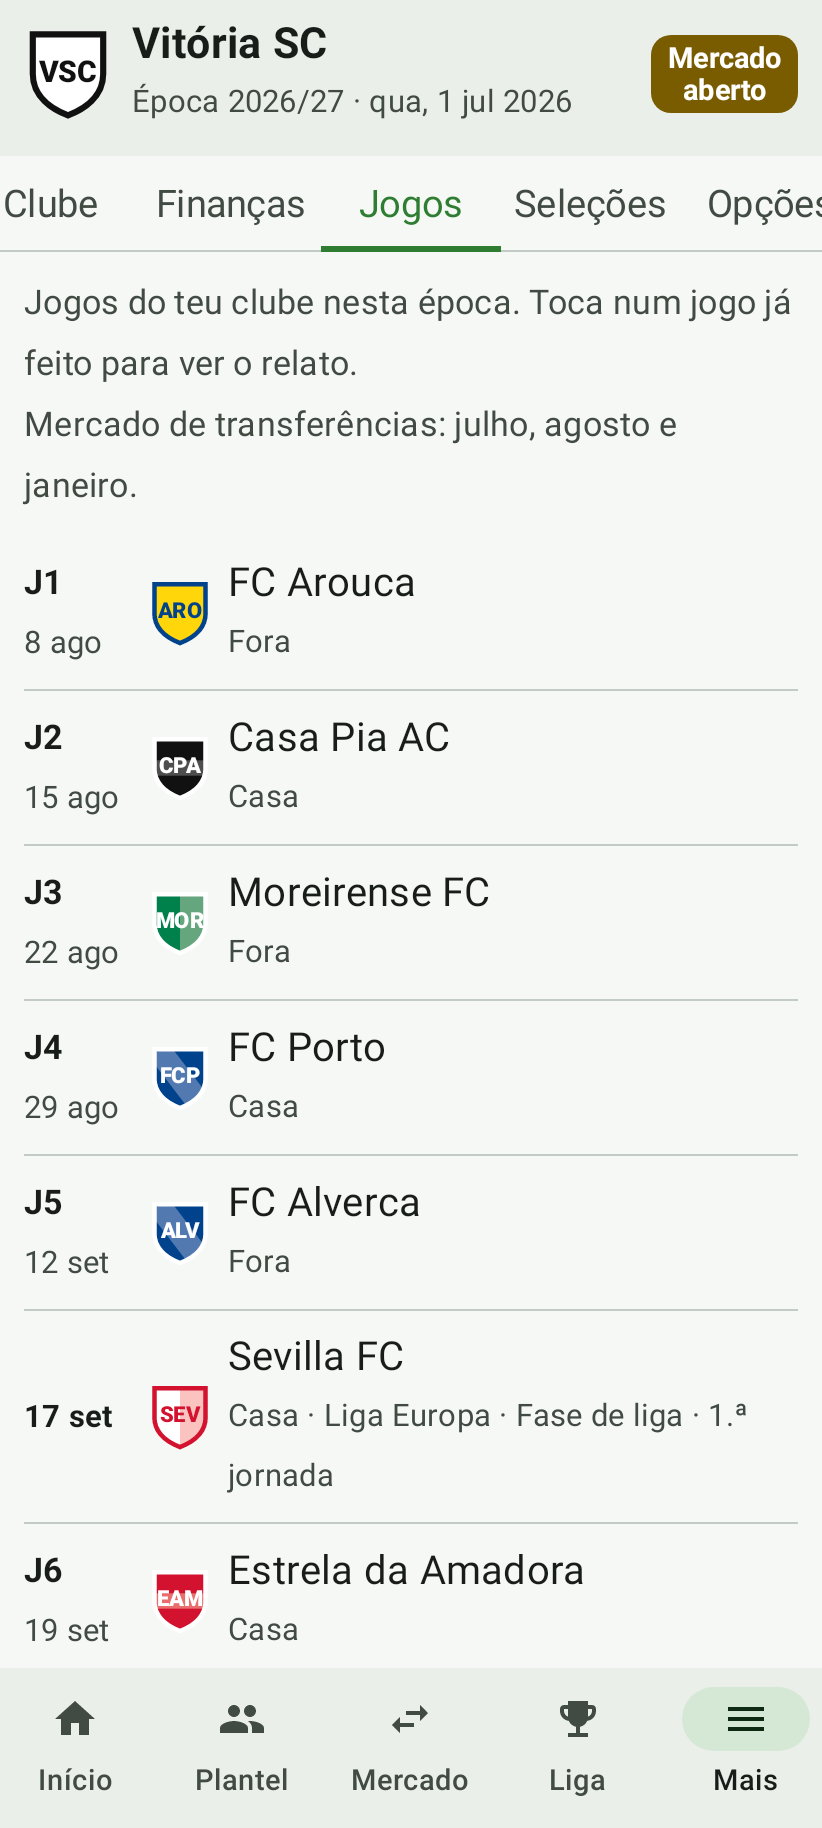 VSC
Vitória SC
Época 2026/27 · qua, 1 jul 2026
Mercado
aberto
Clube
Finanças
Jogos
Seleções
Opções
Jogos do teu clube nesta época. Toca num jogo já
feito para ver o relato.
Mercado de transferências: julho, agosto e
janeiro.
J1
8 ago
ARO
FC Arouca
Fora
J2
15 ago
CPA
Casa Pia AC
Casa
J3
22 ago
MOR
Moreirense FC
Fora
J4
29 ago
FCP
FC Porto
Casa
J5
12 set
ALV
FC Alverca
Fora
17 set
SEV
Sevilla FC
Casa · Liga Europa · Fase de liga · 1.ª
jornada
J6
19 set
EAM
Estrela da Amadora
Casa
Início
Plantel
Mercado
Liga
Mais